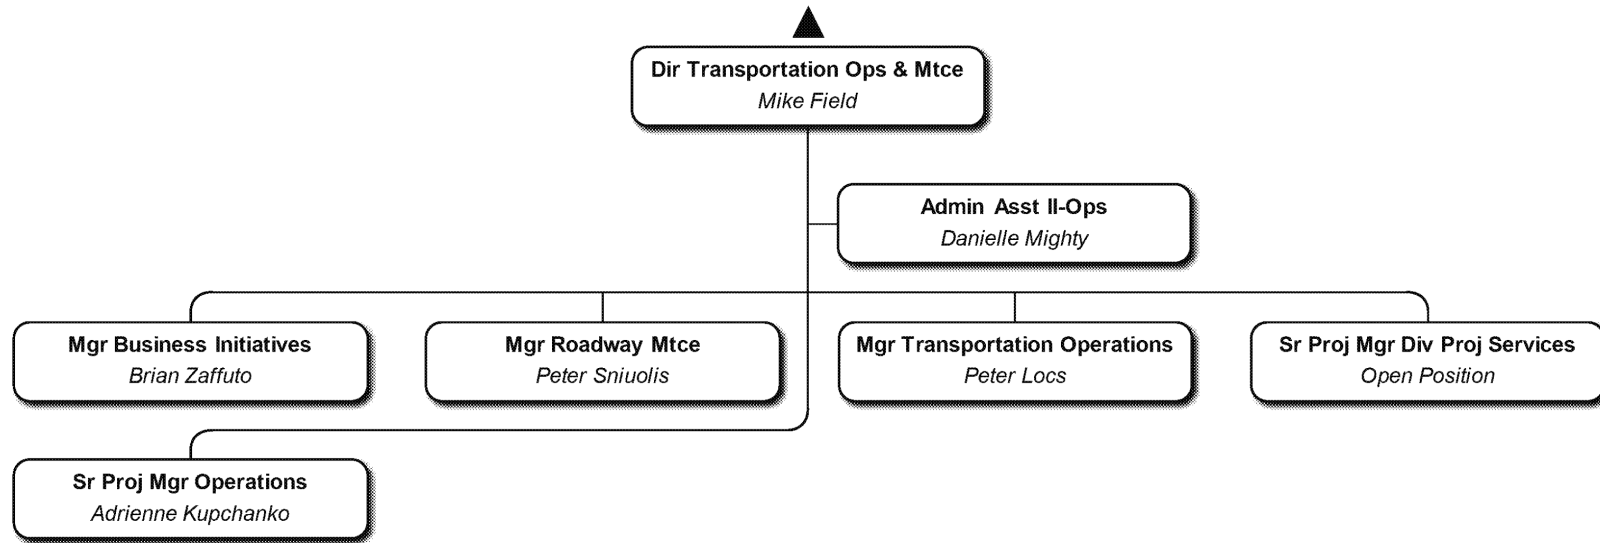 Dir Transportation Ops & Mtce
Mike Field
Admin Asst II-Ops
Danielle Mighty
Mgr Business Initiatives
Brian Zaffuto
Mgr Roadway Mtce
Peter Sniuolis
Mgr Transportation Operations
Peter Locs
Sr Proj Mgr Div Proj Services
Open Position
Sr Proj Mgr Operations
Adrienne Kupchanko